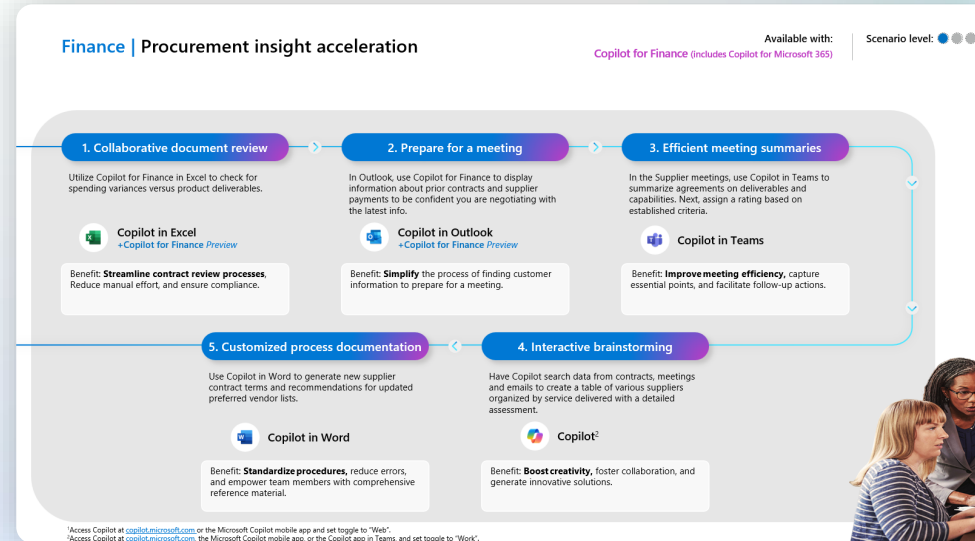 Finance | Procurement insight acceleration
Available with:
Copilot for Finance (includes Copilot for Microsoft 365)
Scenario level:
1. Collaborative document review
Utilize Copilot for Finance in Excel to check for
spending variances versus product deliverables.
Copilot in Excel
+Copilot for Finance Preview
Benefit: Streamline contract review processes,
Reduce manual effort, and ensure compliance.
2. Prepare for a meeting
In Outlook, use Copilot for Finance to display
information about prior contracts and supplier
payments to be confident you are negotiating with
the latest info.
Copilot in Outlook
+Copilot for Finance Preview
Benefit: Simplify the process of finding customer
information to prepare for a meeting.
3. Efficient meeting summaries
In the Supplier meetings, use Copilot in Teams to
summarize agreements on deliverables and
capabilities. Next, assign a rating based on
established criteria.
Copilot in Teams
Benefit: Improve meeting efficiency, capture
essential points, and facilitate follow-up actions.
5. Customized process documentation
Use Copilot in Word to generate new supplier
contract terms and recommendations for updated
preferred vendor lists.
Copilot in Word
Benefit: Standardize procedures, reduce errors,
and empower team members with comprehensive
reference material.
4. Interactive brainstorming
Have Copilot search data from contracts, meetings
and emails to create a table of various suppliers
organized by service delivered with a detailed
assessment.
Copilot²
Benefit: Boost creativity, foster collaboration, and
generate innovative solutions.
¹Access Copilot at copilot.microsoft.com or the Microsoft Copilot mobile app and set toggle to "Web".
²Access Copilot at copilot.microsoft.com, the Microsoft Copilot mobile app, or the Copilot app in Teams, and set toggle to "Work".